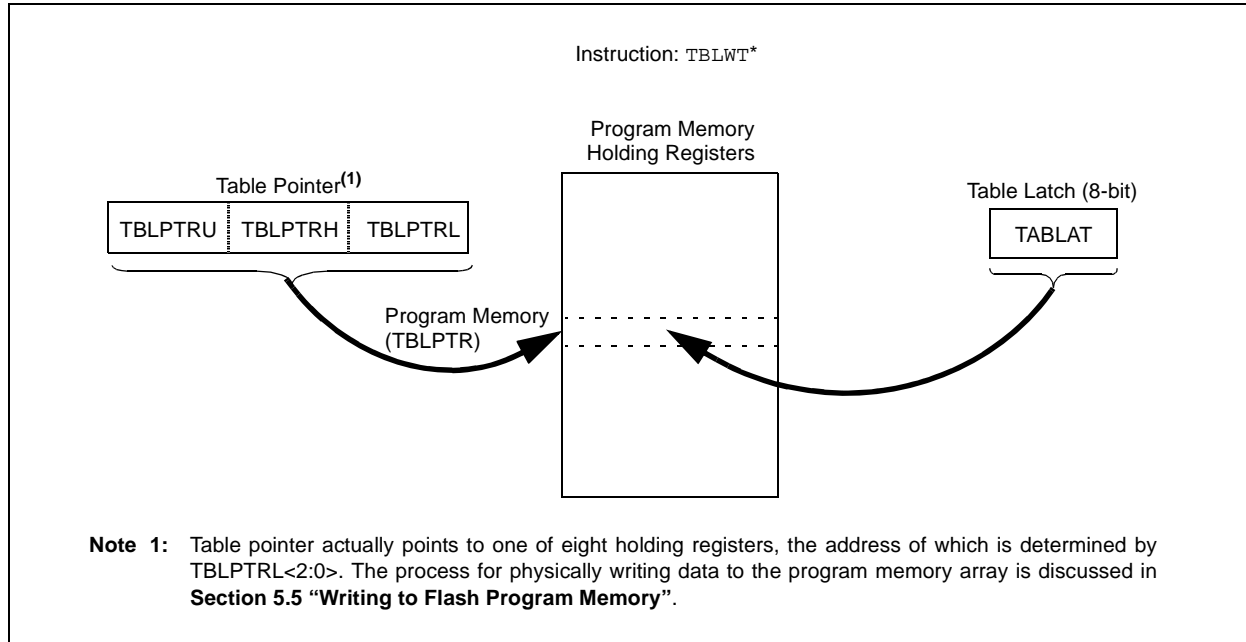 Instruction: TBLWT*
Program Memory
Holding Registers
Table Pointer(1)
TBLPTRU TBLPTRH TBLPTRL
Table Latch (8-bit)
TABLAT
Program Memory
(TBLPTR)
Note 1: Table pointer actually points to one of eight holding registers, the address of which is determined by
TBLPTRL<2:0>. The process for physically writing data to the program memory array is discussed in
Section 5.5 “Writing to Flash Program Memory”.